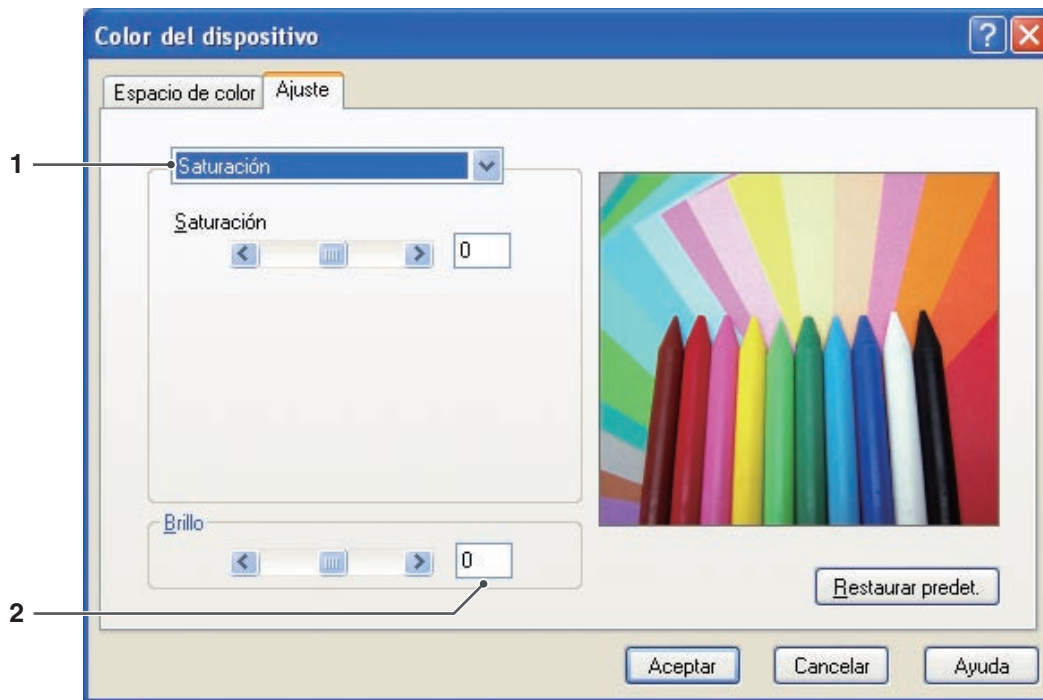 Color del dispositivo
Espacio de color
Ajuste
1
Saturación
Saturación
0
Brillo
0
2
Restaurar predet.
Aceptar
Cancelar
Ayuda